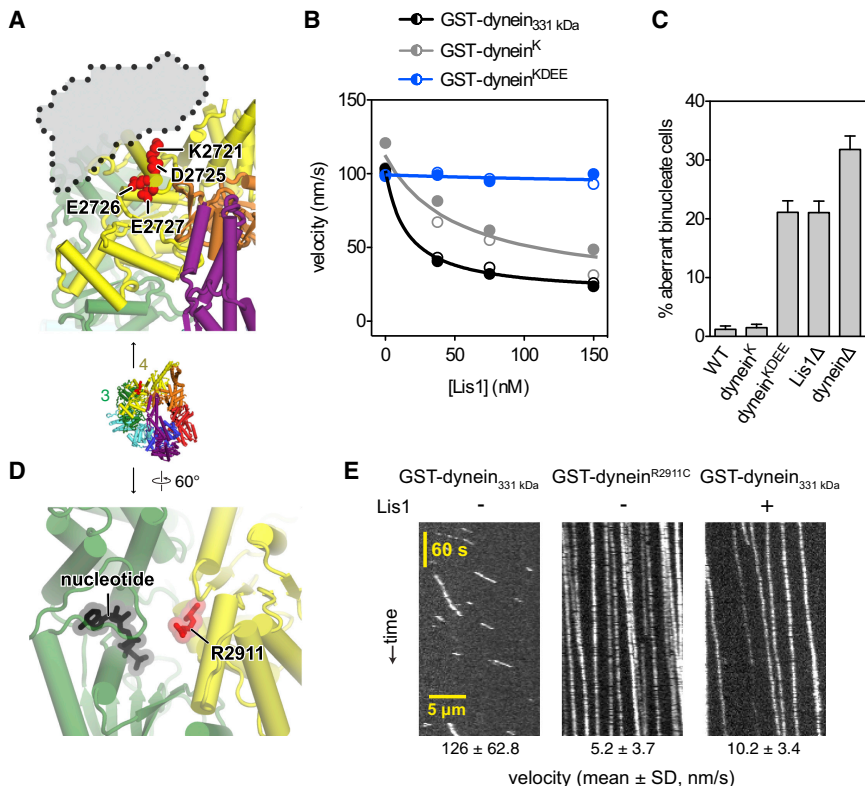 A
K2721
D2725
E2726
E2727
B
GST-dynein331 kDa
GST-dyneinK
GST-dyneinKDEE
velocity (nm/s)
150
100
50
0
0
50
100
150
[Lis1] (nM)
C
% aberrant binucleate cells
40
30
20
10
0
WT
dyneinK
dyneinKDEE
Lis1Δ
dyneinΔ
3
4
60°
D
nucleotide
R2911
E
GST-dynein331 kDa
GST-dyneinR2911C
GST-dynein331 kDa
Lis1
-
-
+
60 s
←time
5 μm
126 ± 62.8
5.2 ± 3.7
10.2 ± 3.4
velocity (mean ± SD, nm/s)